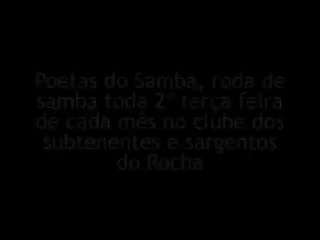 Poetas do Samba, roda de
samba toda 2ª terça feira
de cada mês no clube dos
subtenentes e sargentos
do Rocha